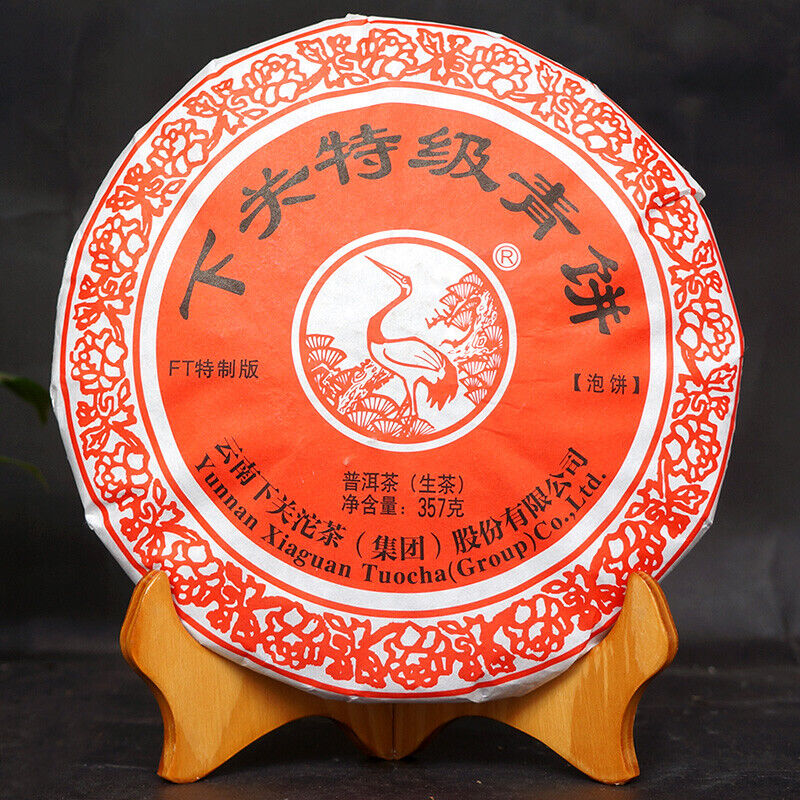 下关特级青饼
®
FT特制版
【泡饼】
普洱茶（生茶）
净含量：357克
云南下关沱茶（集团）股份有限公司
Yunnan Xiaguan Tuocha(Group)Co.,Ltd.